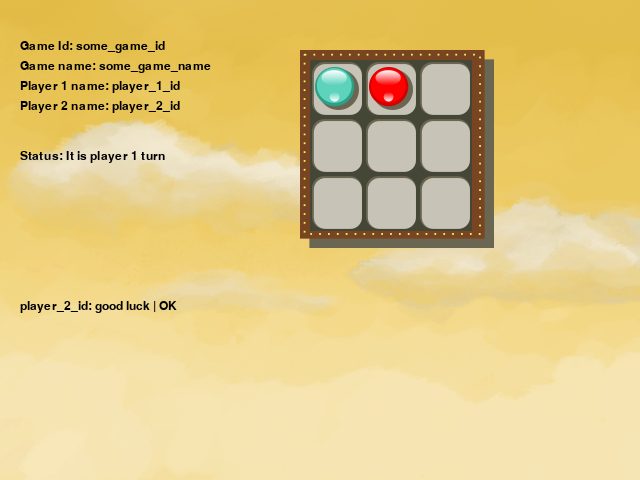 Game Id: some_game_id
Game name: some_game_name
Player 1 name: player_1_id
Player 2 name: player_2_id
Status: It is player 1 turn
player_2_id: good luck | OK